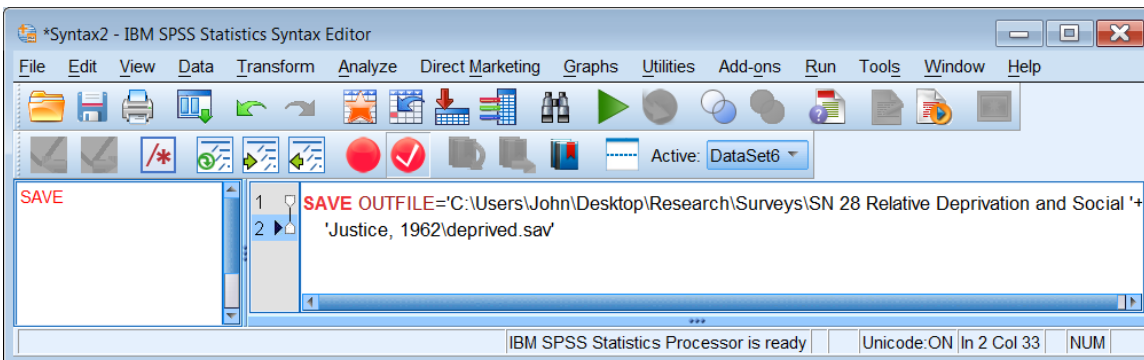 *Syntax2 - IBM SPSS Statistics Syntax Editor
File Edit View Data Transform Analyze Direct Marketing Graphs Utilities Add-ons Run Tools Window Help
/*
Active: DataSet6
SAVE
1 SAVE OUTFILE='C:\Users\John\Desktop\Research\Surveys\SN 28 Relative Deprivation and Social '+
2 'Justice, 1962\deprived.sav'
IBM SPSS Statistics Processor is ready Unicode:ON In 2 Col 33 NUM